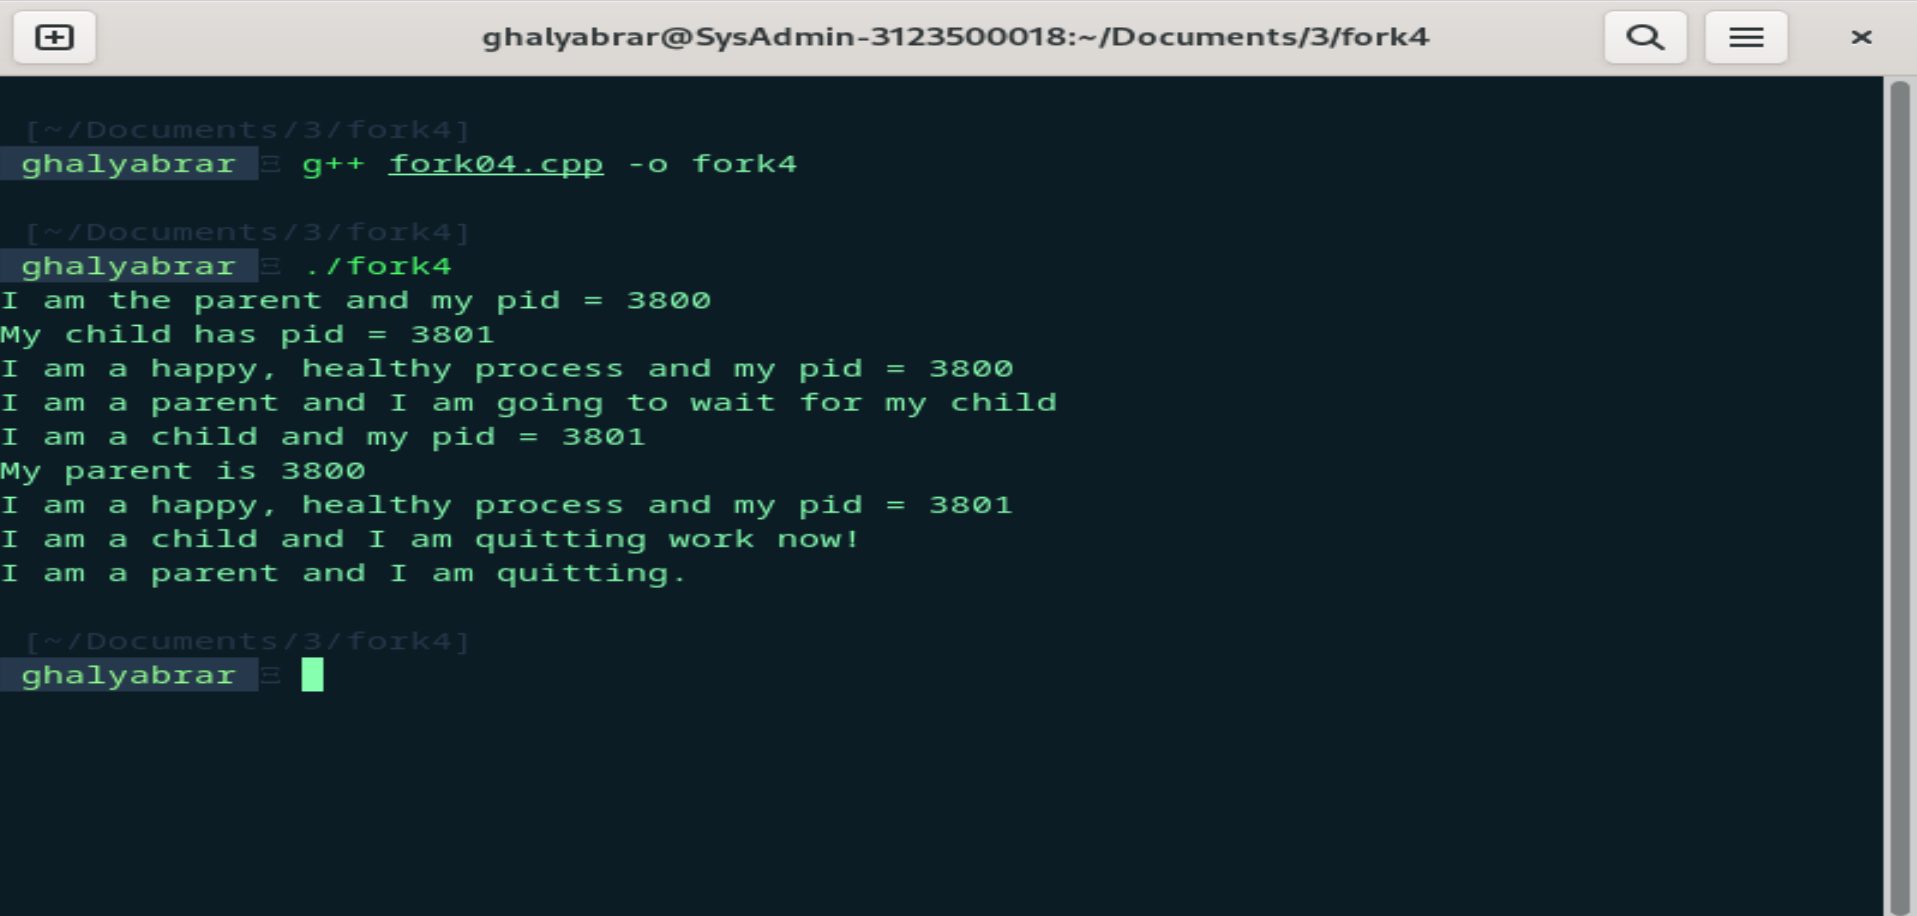 ghalyabrar@SysAdmin-3123500018:~/Documents/3/fork4
[~/Documents/3/fork4]
ghalyabrar Ξ g++ fork04.cpp -o fork4
[~/Documents/3/fork4]
ghalyabrar Ξ ./fork4
I am the parent and my pid = 3800
My child has pid = 3801
I am a happy, healthy process and my pid = 3800
I am a parent and I am going to wait for my child
I am a child and my pid = 3801
My parent is 3800
I am a happy, healthy process and my pid = 3801
I am a child and I am quitting work now!
I am a parent and I am quitting.
[~/Documents/3/fork4]
ghalyabrar Ξ